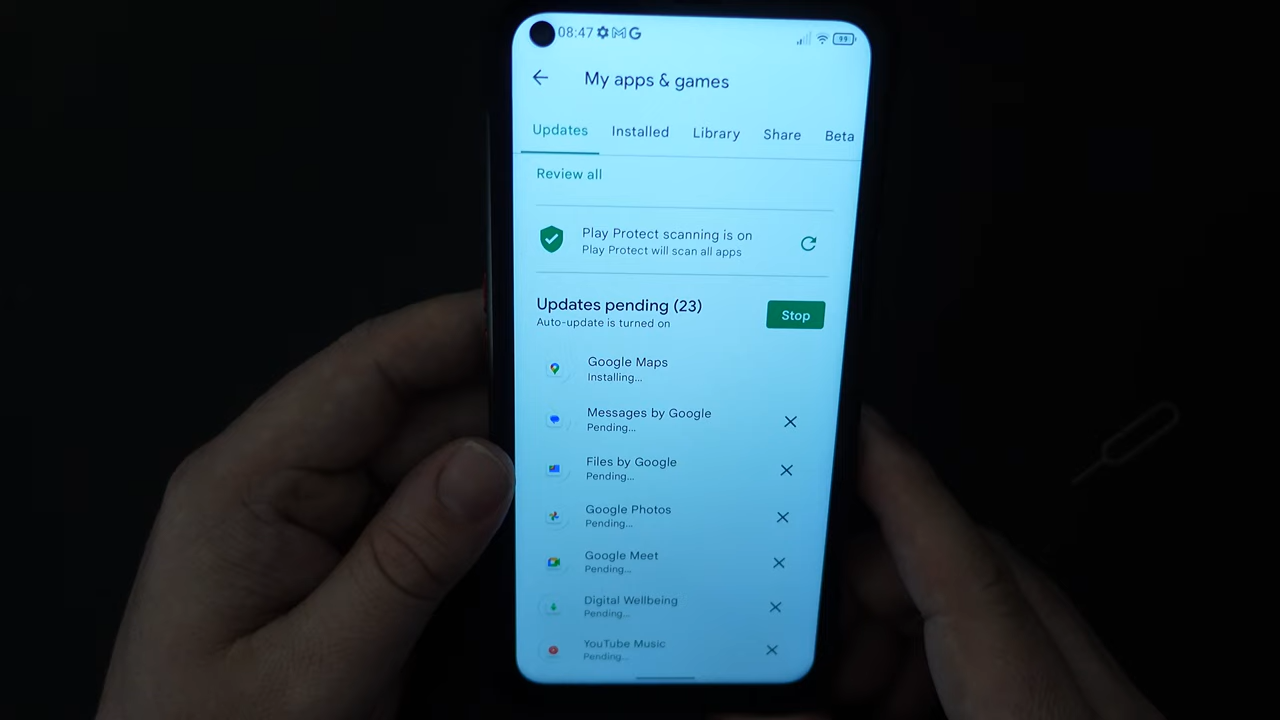 08:47 G 99
My apps & games
Updates Installed Library Share Beta
Review all
Play Protect scanning is on
Play Protect will scan all apps
Updates pending (23)
Stop
Auto-update is turned on
Google Maps
Installing...
Messages by Google
Pending...
Files by Google
Pending...
Google Photos
Pending...
Google Meet
Pending...
Digital Wellbeing
Pending...
YouTube Music
Pending...